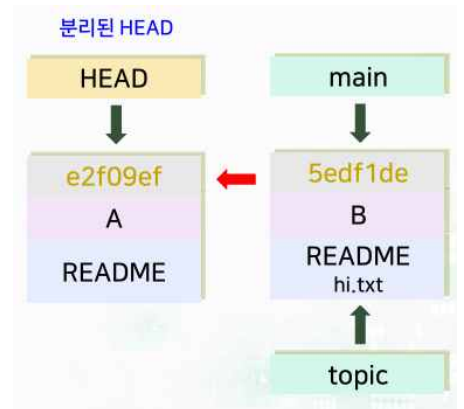 분리된 HEAD
HEAD
main
e2f09ef
5edf1de
A
B
README
README
hi.txt
topic